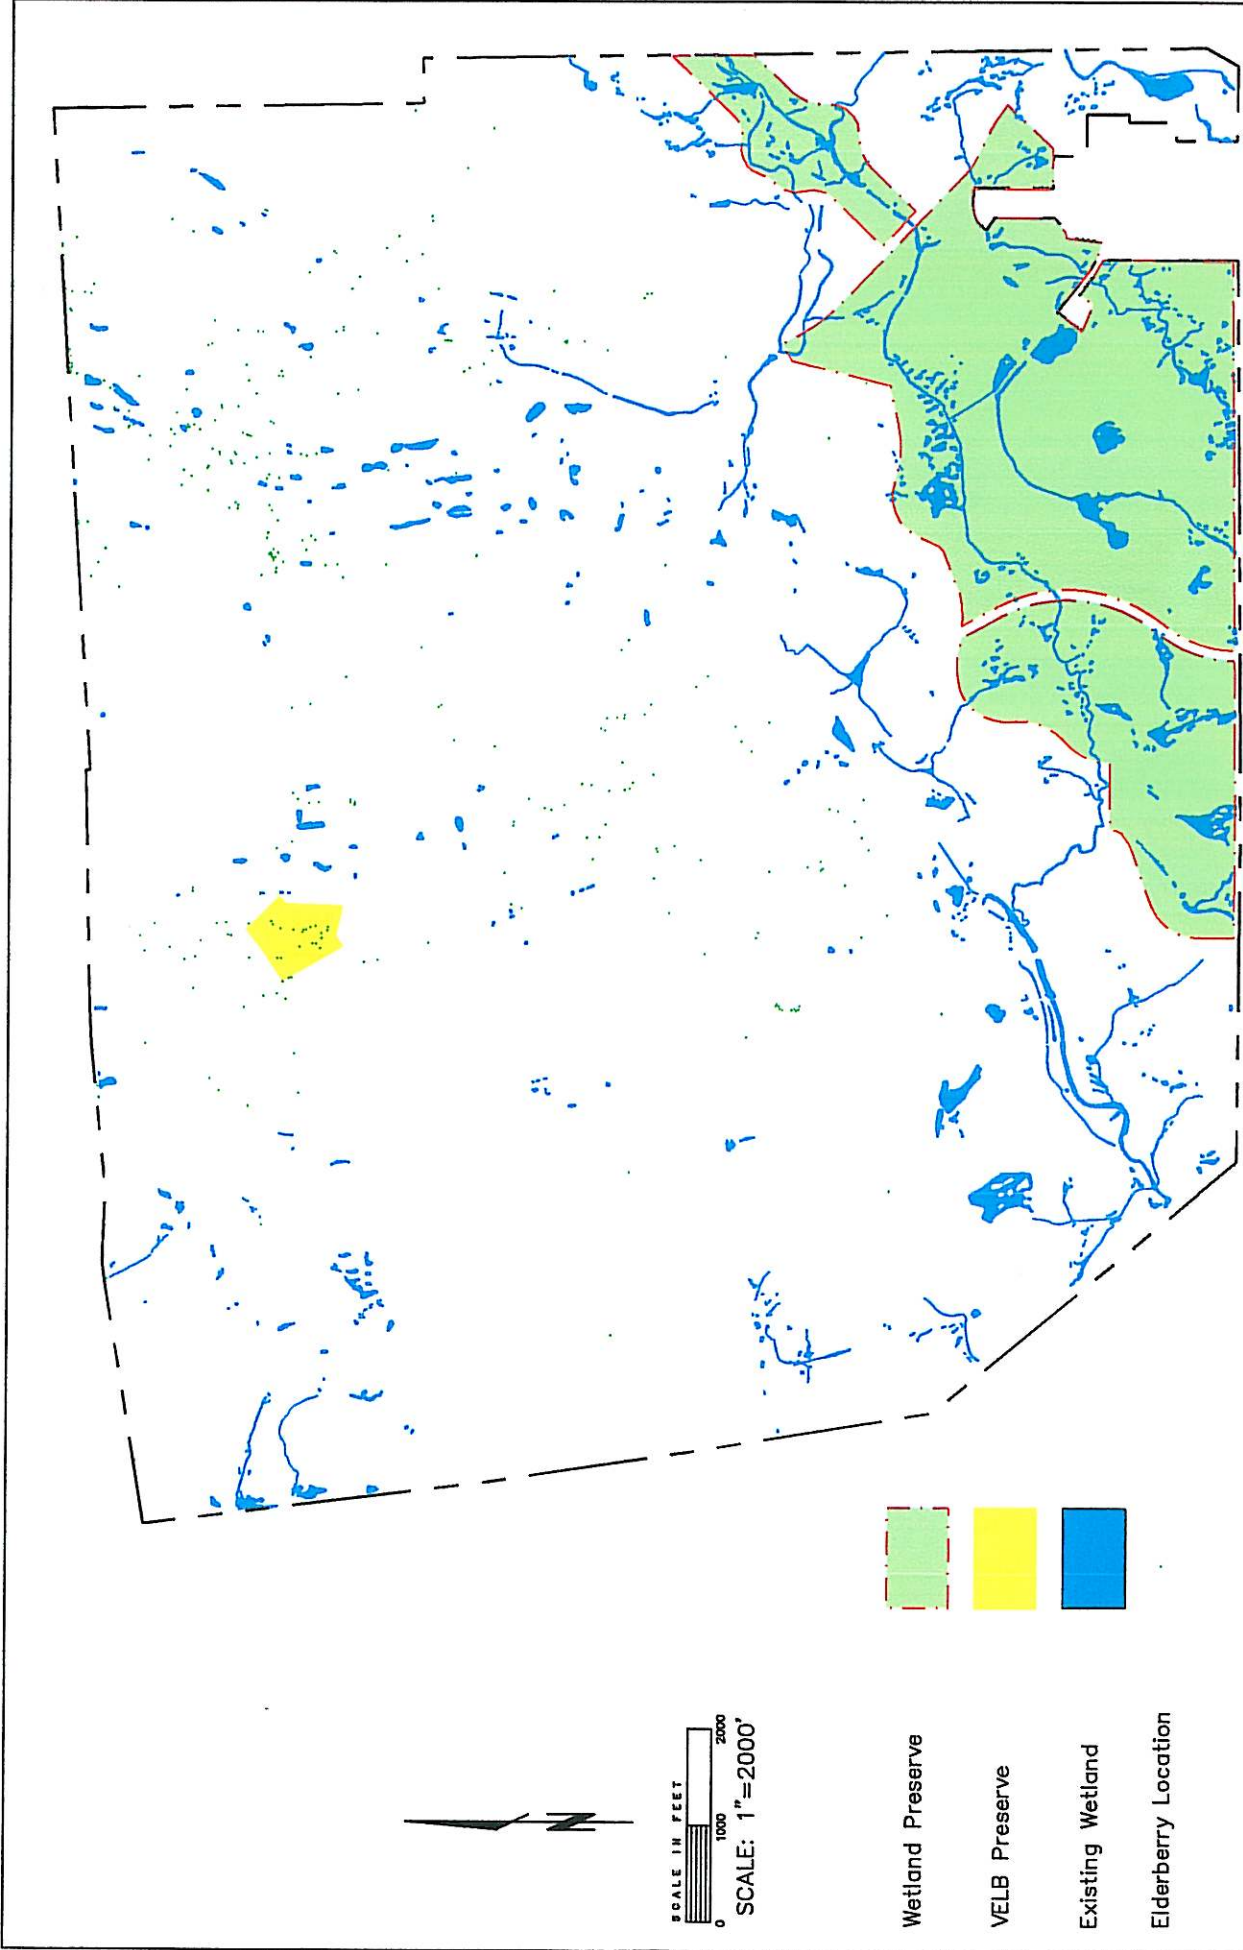 N
SCALE IN FEET
0 1000 2000
SCALE: 1"=2000'
Wetland Preserve
VELB Preserve
Existing Wetland
Elderberry Location